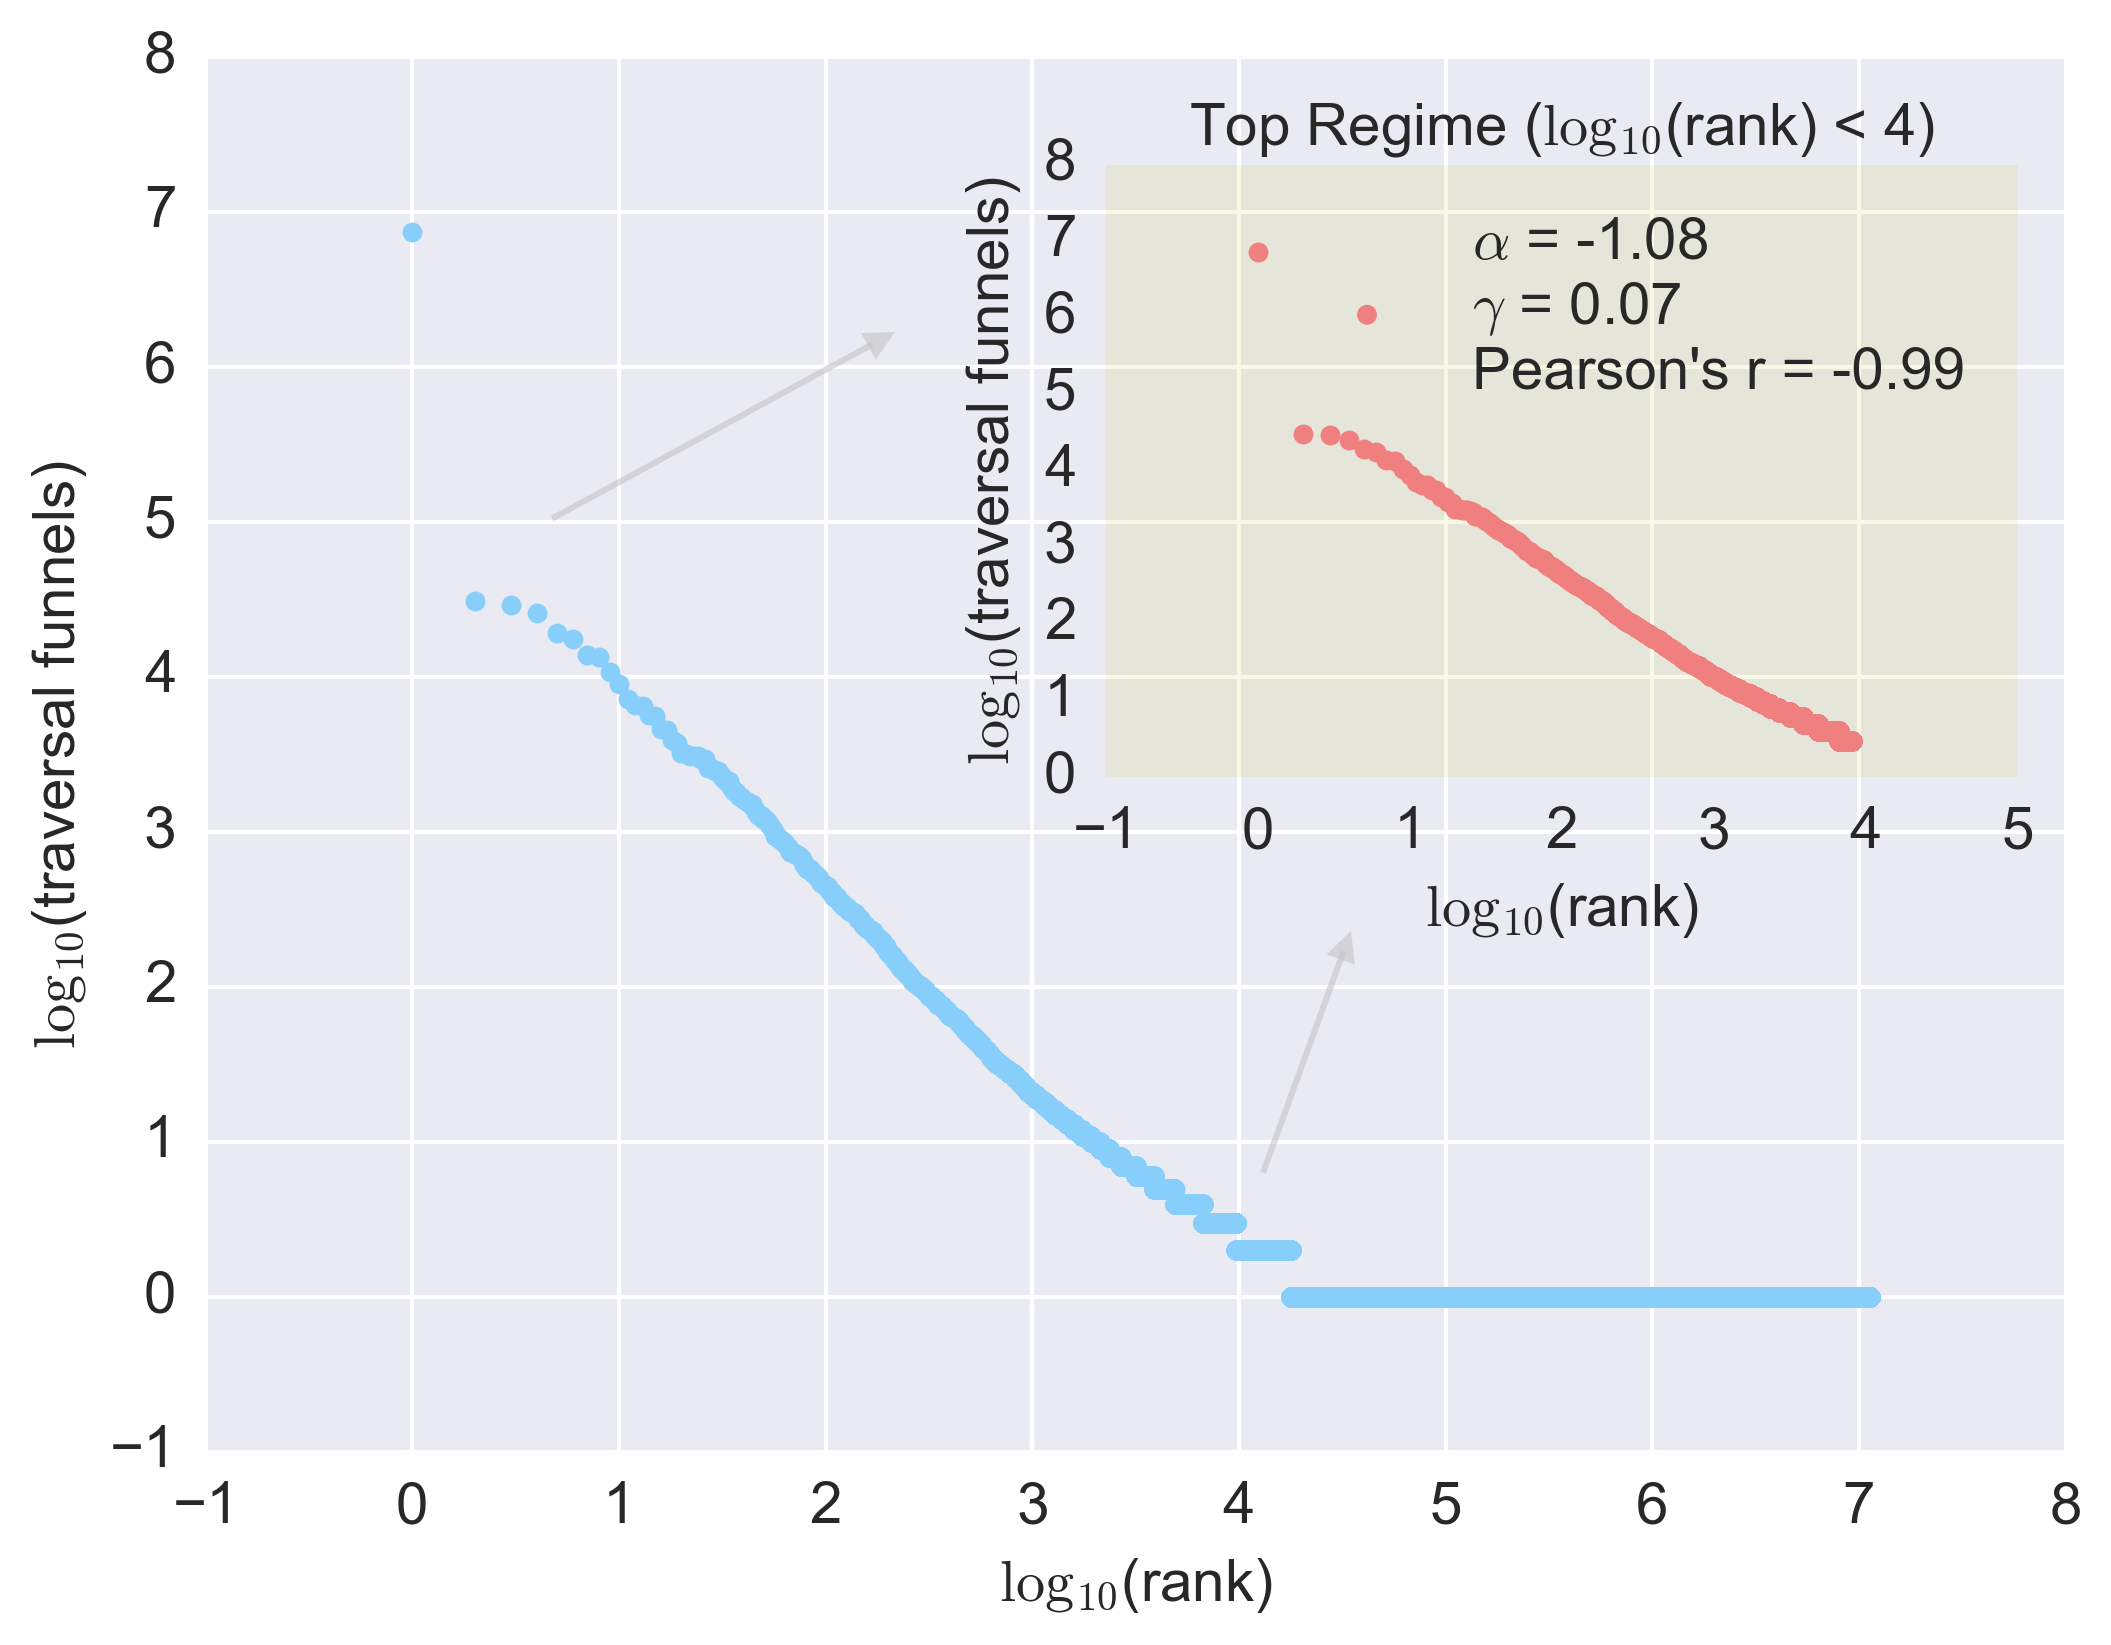 8
7
6
5
4
3
2
1
0
−1
−1 0 1 2 3 4 5 6 7 8
log₁₀(rank)
log₁₀(traversal funnels)
Top Regime (log₁₀(rank) < 4)
8
7
6
5
4
3
2
1
0
−1 0 1 2 3 4 5
log₁₀(rank)
log₁₀(traversal funnels)
α = -1.08
γ = 0.07
Pearson's r = -0.99